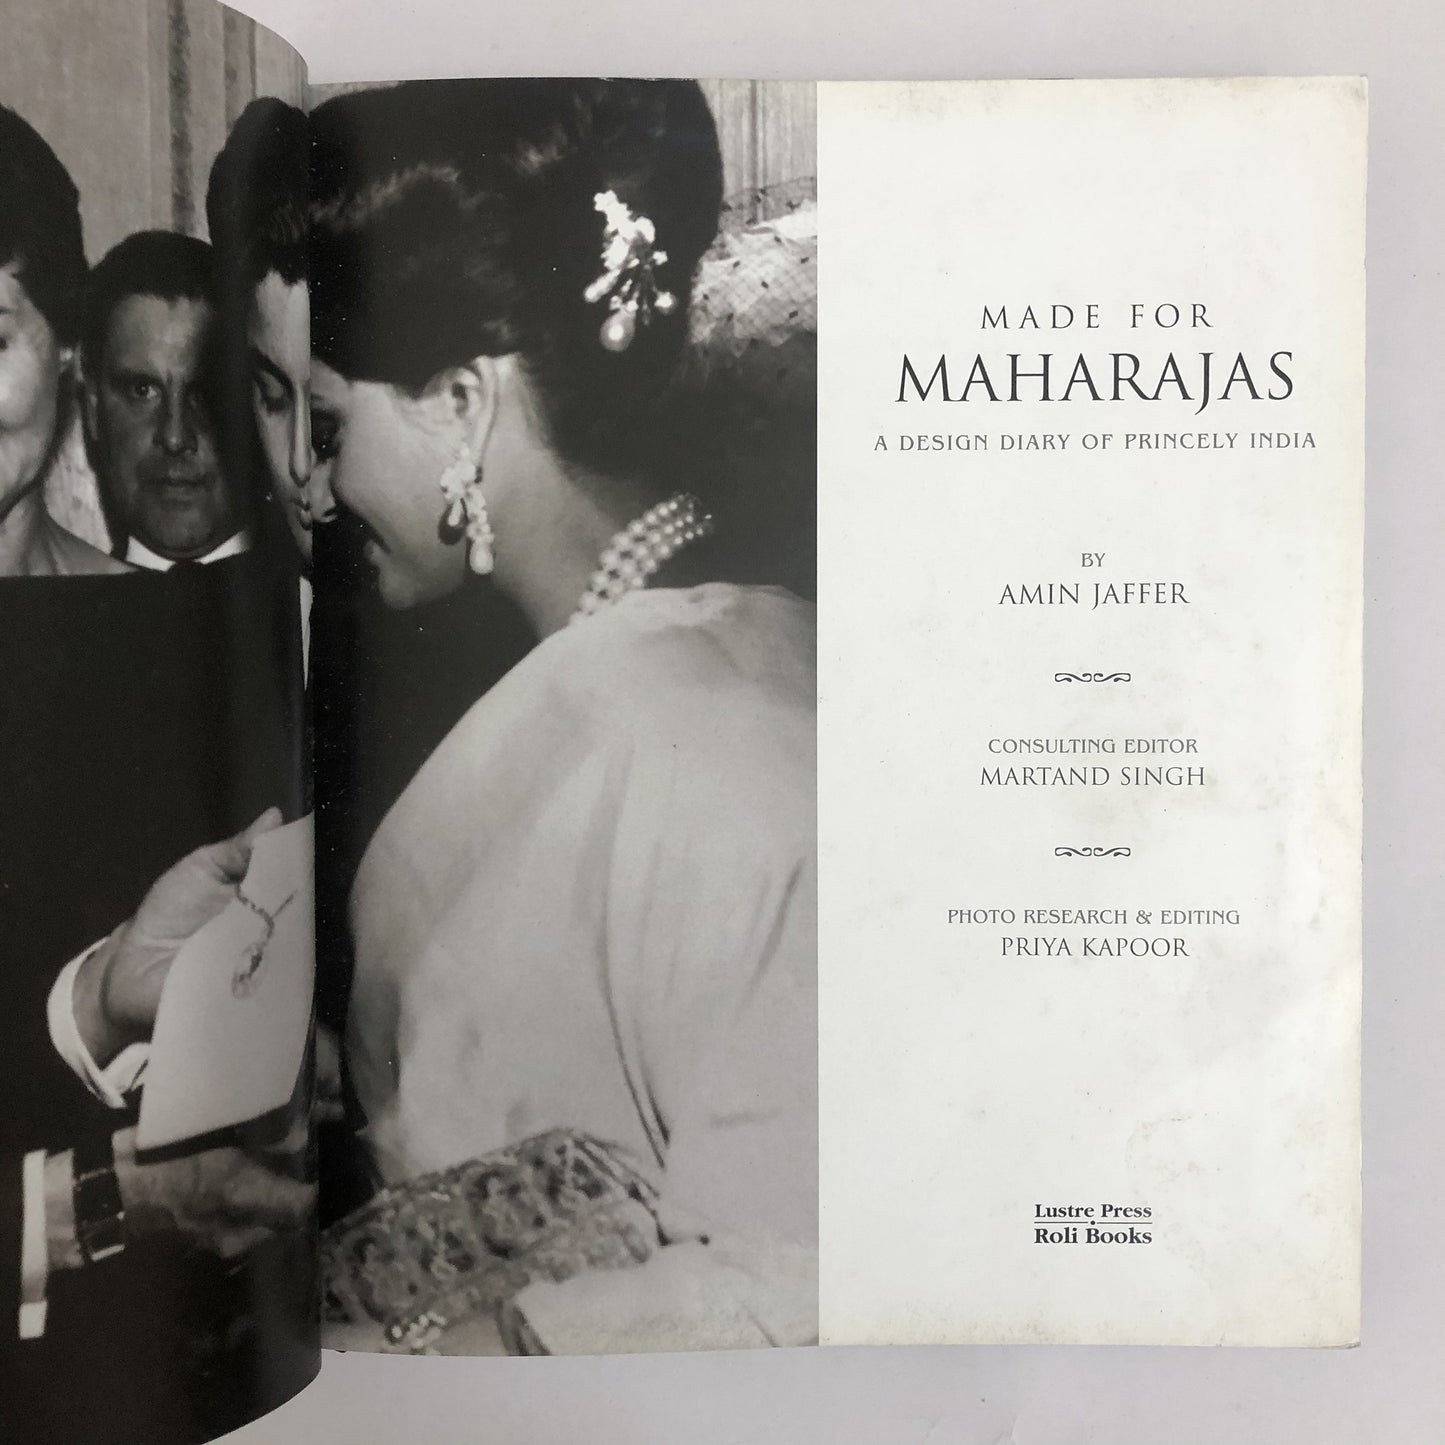 MADE FOR
MAHARAJAS
A DESIGN DIARY OF PRINCELY INDIA
BY
AMIN JAFFER
CONSULTING EDITOR
MARTAND SINGH
PHOTO RESEARCH & EDITING
PRIYA KAPOOR
Lustre Press
Roli Books